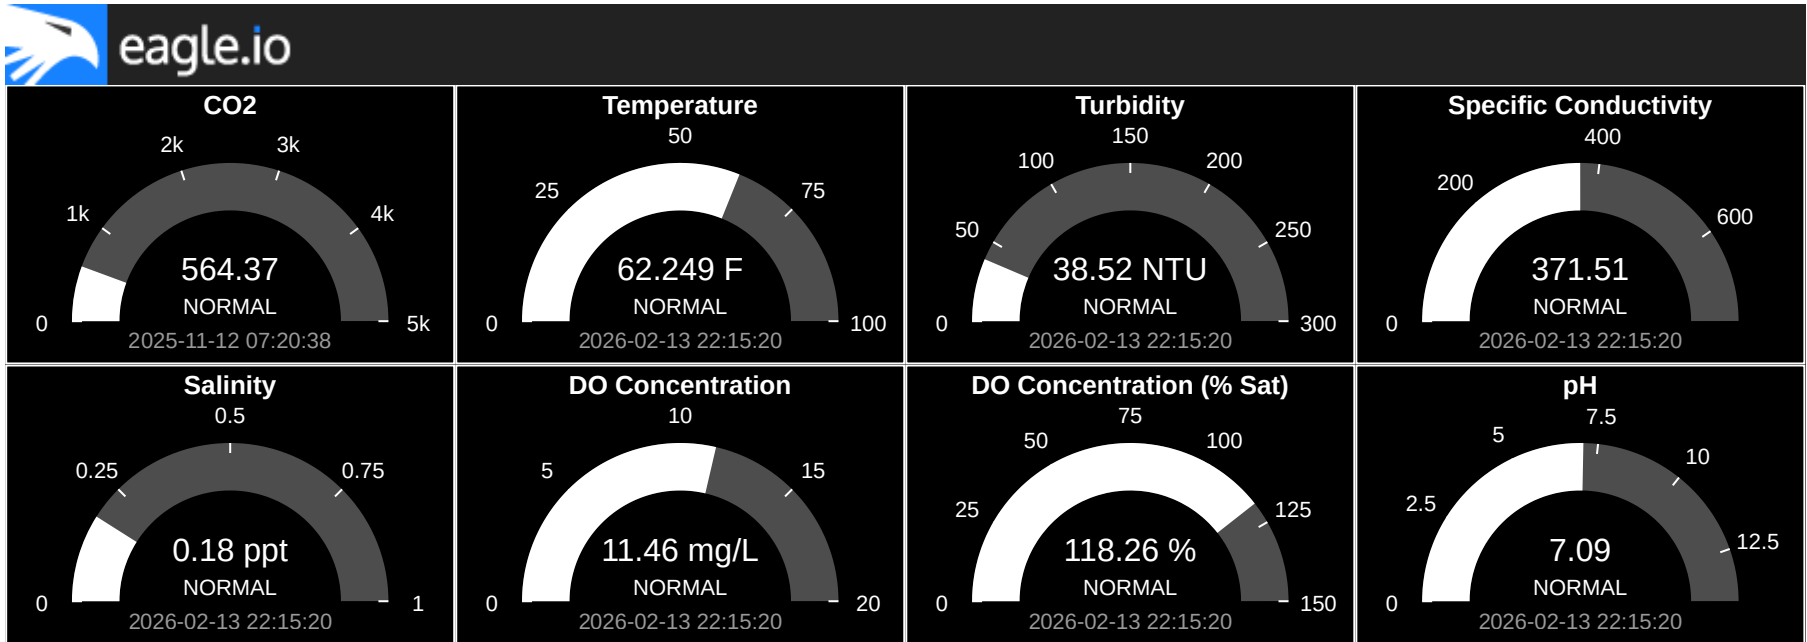 eagle.io
CO2
2k
3k
1k
4k
564.37
NORMAL
0
5k
2025-11-12 07:20:38
Temperature
50
25
75
62.249 F
NORMAL
0
100
2026-02-13 22:15:20
Turbidity
150
100
200
50
250
38.52 NTU
NORMAL
0
300
2026-02-13 22:15:20
Specific Conductivity
400
200
600
371.51
NORMAL
0
2026-02-13 22:15:20
Salinity
0.5
0.25
0.75
0.18 ppt
NORMAL
0
1
2026-02-13 22:15:20
DO Concentration
10
5
15
11.46 mg/L
NORMAL
0
20
2026-02-13 22:15:20
DO Concentration (% Sat)
75
50
100
25
125
118.26 %
NORMAL
0
150
2026-02-13 22:15:20
pH
7.5
5
10
2.5
12.5
7.09
NORMAL
0
2026-02-13 22:15:20